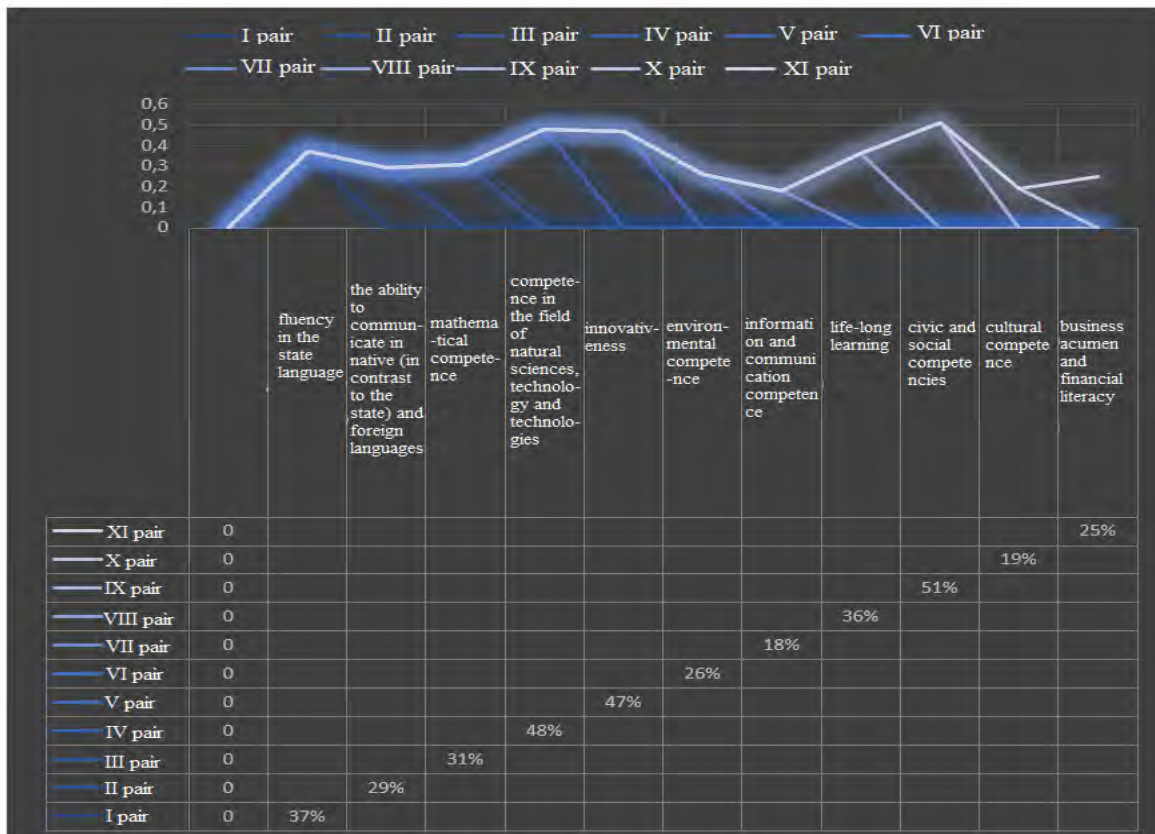 I pair II pair III pair IV pair V pair VI pair
VII pair VIII pair IX pair X pair XI pair
0,6
0,5
0,4
0,3
0,2
0,1
0
fluency
in the
state
language
the ability
to
commun-
icate in
native (in
contrast
to the
state) and
foreign
languages
mathema-
-tical
compete-
nce
compete-
nce in
the field
of
natural
sciences,
technolo-
gy and
technolo-
gies
innovativ-
eness
environ-
mental
compete-
-nce
informati
on and
communi
cation
competen
ce
life-long
learning
civic and
social
compete
ncies
cultural
compete
nce
business
acumen
and
financial
literacy
XI pair 0 25%
X pair 0 19%
IX pair 0 51%
VIII pair 0 36%
VII pair 0 18%
VI pair 0 26%
V pair 0 47%
IV pair 0 48%
III pair 0 31%
II pair 0 29%
I pair 0 37%